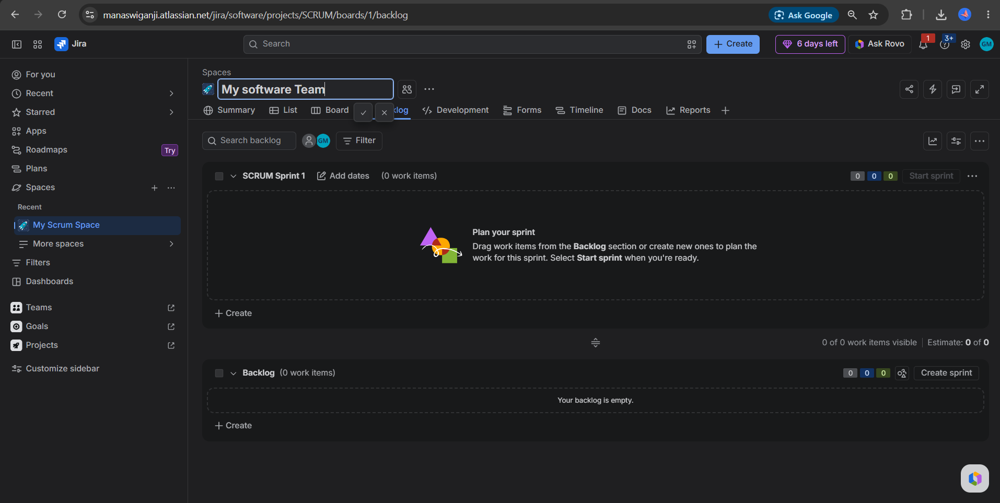 manaswiganji.atlassian.net/jira/software/projects/SCRUM/boards/1/backlog
Ask Google
Jira
Search
Create
6 days left
Ask Rovo
1
3+
GM
For you
Recent
Starred
Apps
Roadmaps
Try
Plans
Spaces
Recent
My Scrum Space
More spaces
Filters
Dashboards
Teams
Goals
Projects
Customize sidebar
Spaces
My software Team
Summary
List
Board
log
Development
Forms
Timeline
Docs
Reports
Search backlog
GM
Filter
SCRUM Sprint 1
Add dates
(0 work items)
0 0 0
Start sprint
Plan your sprint
Drag work items from the Backlog section or create new ones to plan the
work for this sprint. Select Start sprint when you're ready.
Create
0 of 0 work items visible
Estimate: 0 of 0
Backlog (0 work items)
0 0 0
Create sprint
Your backlog is empty.
Create